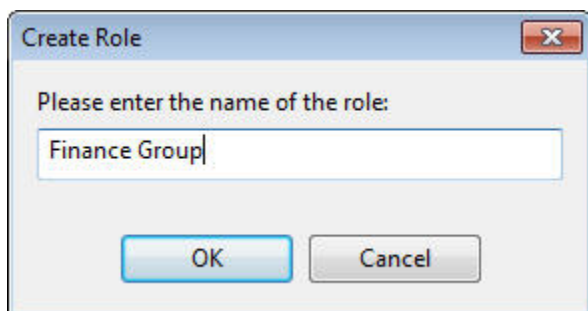 Create Role
Please enter the name of the role:
Finance Group
OK Cancel